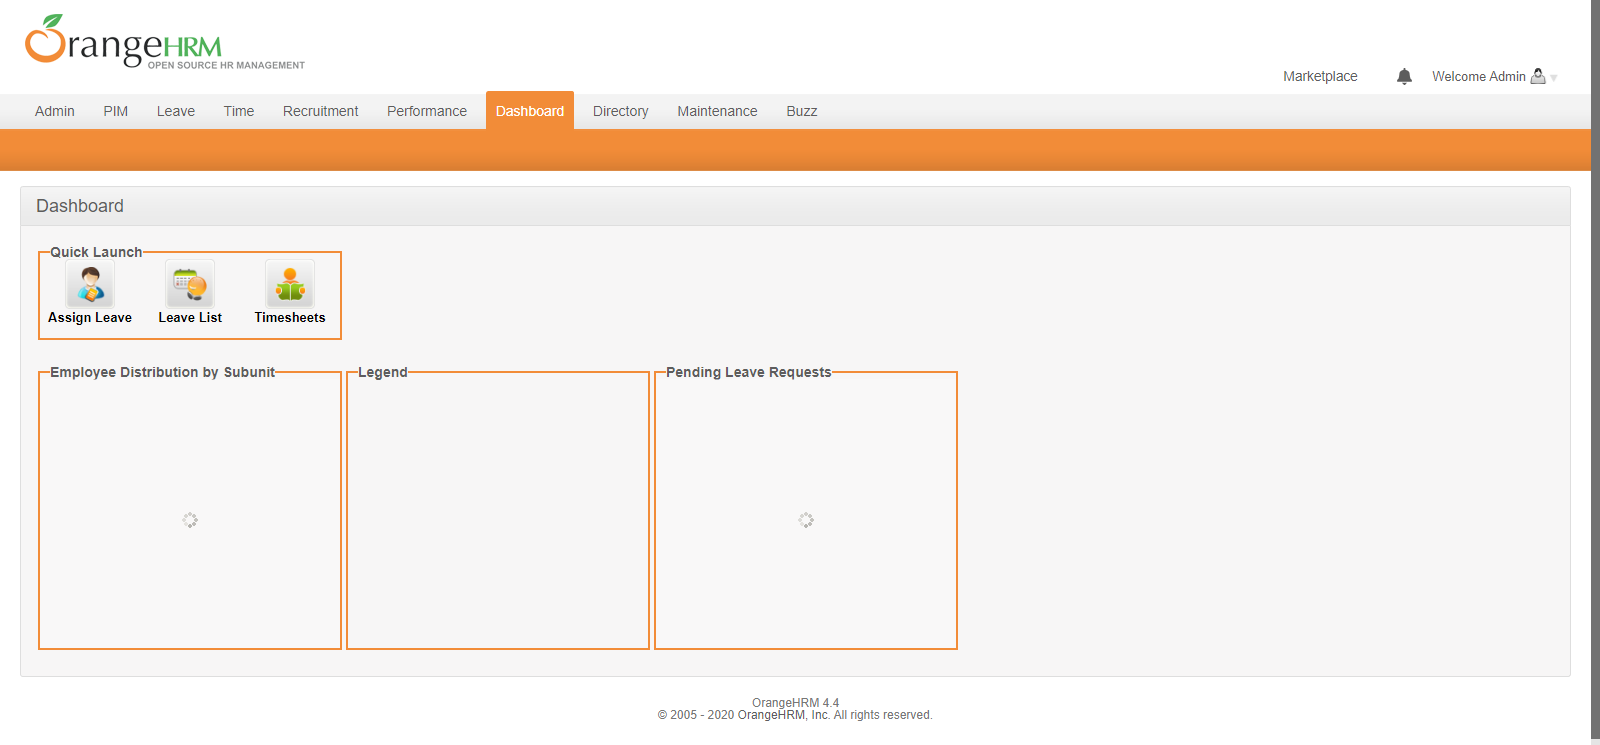 OrangeHRM
OPEN SOURCE HR MANAGEMENT
Marketplace Welcome Admin
Admin PIM Leave Time Recruitment Performance Dashboard Directory Maintenance Buzz
Dashboard
Quick Launch
Assign Leave Leave List Timesheets
Employee Distribution by Subunit Legend Pending Leave Requests
OrangeHRM 4.4
© 2005 - 2020 OrangeHRM, Inc. All rights reserved.